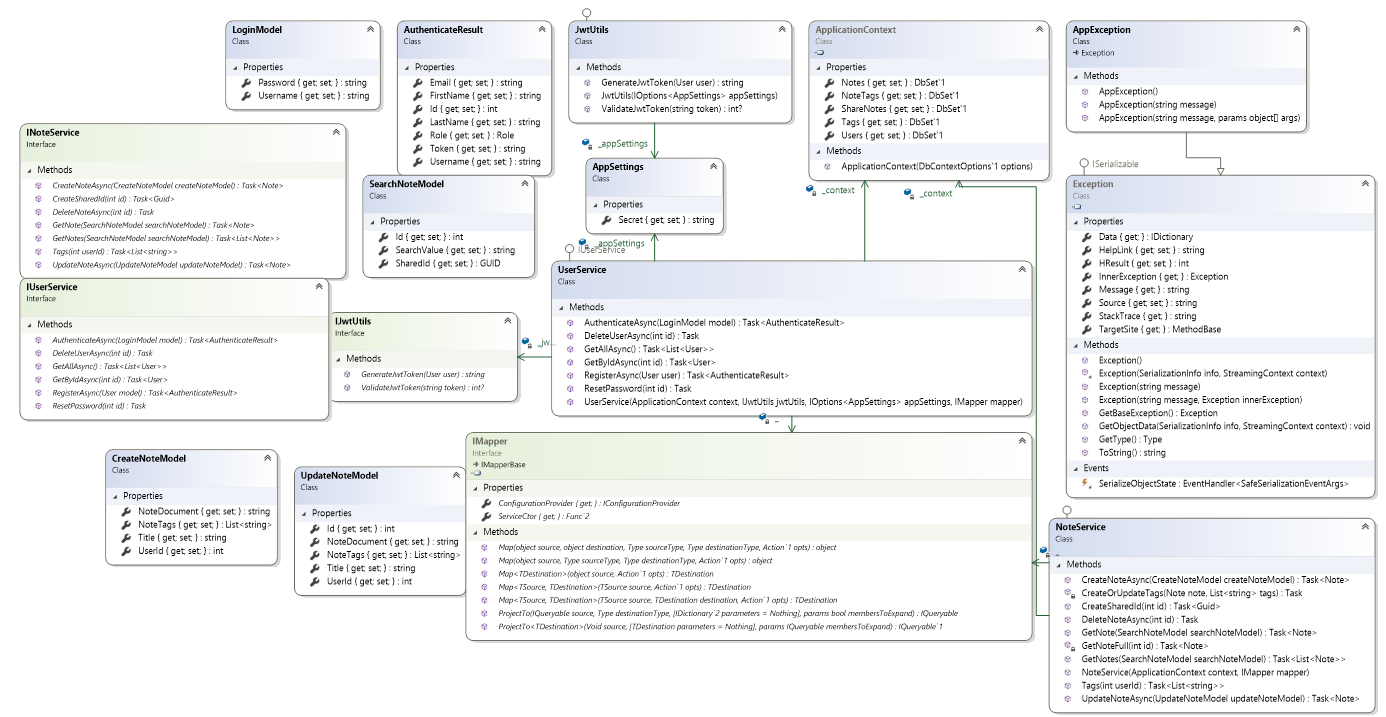 LoginModel
Class
Properties
Password { get; set; } : string
Username { get; set; } : string
AuthenticateResult
Class
Properties
Email { get; set; } : string
FirstName { get; set; } : string
Id { get; set; } : int
LastName { get; set; } : string
Role { get; set; } : Role
Token { get; set; } : string
Username { get; set; } : string
JwtUtils
Class
Methods
GenerateJwtToken(User user) : string
JwtUtils(IOptions<AppSettings> appSettings)
ValidateJwtToken(string token) : int?
ApplicationContext
Class
Properties
Notes { get; set; } : DbSet`1
NoteTags { get; set; } : DbSet`1
ShareNotes { get; set; } : DbSet`1
Tags { get; set; } : DbSet`1
Users { get; set; } : DbSet`1
Methods
ApplicationContext(DbContextOptions`1 options)
AppException
Class
Exception
Methods
AppException()
AppException(string message)
AppException(string message, params object[] args)
INoteService
Interface
Methods
CreateNoteAsync(CreateNoteModel createNoteModel) : Task<Note>
CreateSharedId(int id) : Task<Guid>
DeleteNoteAsync(int id) : Task
GetNote(SearchNoteModel searchNoteModel) : Task<Note>
GetNotes(SearchNoteModel searchNoteModel) : Task<List<Note>>
Tags(int userId) : Task<List<string>>
UpdateNoteAsync(UpdateNoteModel updateNoteModel) : Task<Note>
SearchNoteModel
Class
Properties
Id { get; set; } : int
SearchValue { get; set; } : string
SharedId { get; set; } : GUID
_appSettings
AppSettings
Class
Properties
Secret { get; set; } : string
_appSettings
_context
_context
ISerializable
Exception
Class
Properties
Data { get; } : IDictionary
HelpLink { get; set; } : string
HResult { get; set; } : int
InnerException { get; } : Exception
Message { get; } : string
Source { get; set; } : string
StackTrace { get; } : string
TargetSite { get; } : MethodBase
Methods
Exception()
Exception(SerializationInfo info, StreamingContext context)
Exception(string message)
Exception(string message, Exception innerException)
GetBaseException() : Exception
GetObjectData(SerializationInfo info, StreamingContext context) : void
GetType() : Type
ToString() : string
Events
SerializeObjectState : EventHandler<SafeSerializationEventArgs>
IUserService
Interface
Methods
AuthenticateAsync(LoginModel model) : Task<AuthenticateResult>
DeleteUserAsync(int id) : Task
GetAllAsync() : Task<List<User>>
GetByIdAsync(int id) : Task<User>
RegisterAsync(User model) : Task<AuthenticateResult>
ResetPassword(int id) : Task
IJwtUtils
Interface
Methods
GenerateJwtToken(User user) : string
ValidateJwtToken(string token) : int?
_jw...
IUserService
UserService
Class
Methods
AuthenticateAsync(LoginModel model) : Task<AuthenticateResult>
DeleteUserAsync(int id) : Task
GetAllAsync() : Task<List<User>>
GetByIdAsync(int id) : Task<User>
RegisterAsync(User user) : Task<AuthenticateResult>
ResetPassword(int id) : Task
UserService(ApplicationContext context, IJwtUtils jwtUtils, IOptions<AppSettings> appSettings, IMapper mapper)
CreateNoteModel
Class
Properties
NoteDocument { get; set; } : string
NoteTags { get; set; } : List<string>
Title { get; set; } : string
UserId { get; set; } : int
UpdateNoteModel
Class
Properties
Id { get; set; } : int
NoteDocument { get; set; } : string
NoteTags { get; set; } : List<string>
Title { get; set; } : string
UserId { get; set; } : int
IMapper
Interface
IMapperBase
Properties
ConfigurationProvider { get; } : IConfigurationProvider
ServiceCtor { get; } : Func`2
Methods
Map(object source, object destination, Type sourceType, Type destinationType, Action`1 opts) : object
Map(object source, Type sourceType, Type destinationType, Action`1 opts) : object
Map<TDestination>(object source, Action`1 opts) : TDestination
Map<TSource, TDestination>(TSource source, Action`1 opts) : TDestination
Map<TSource, TDestination>(TSource source, TDestination destination, Action`1 opts) : TDestination
ProjectTo(IQueryable source, Type destinationType, [IDictionary`2 parameters = Nothing], params bool membersToExpand) : IQueryable
ProjectTo<TDestination>(Void source, [TDestination parameters = Nothing], params IQueryable membersToExpand) : IQueryable`1
NoteService
Class
Methods
CreateNoteAsync(CreateNoteModel createNoteModel) : Task<Note>
CreateOrUpdateTags(Note note, List<string> tags) : Task
CreateSharedId(int id) : Task<Guid>
DeleteNoteAsync(int id) : Task
GetNote(SearchNoteModel searchNoteModel) : Task<Note>
GetNoteFull(int id) : Task<Note>
GetNotes(SearchNoteModel searchNoteModel) : Task<List<Note>>
NoteService(ApplicationContext context, IMapper mapper)
Tags(int userId) : Task<List<string>>
UpdateNoteAsync(UpdateNoteModel updateNoteModel) : Task<Note>